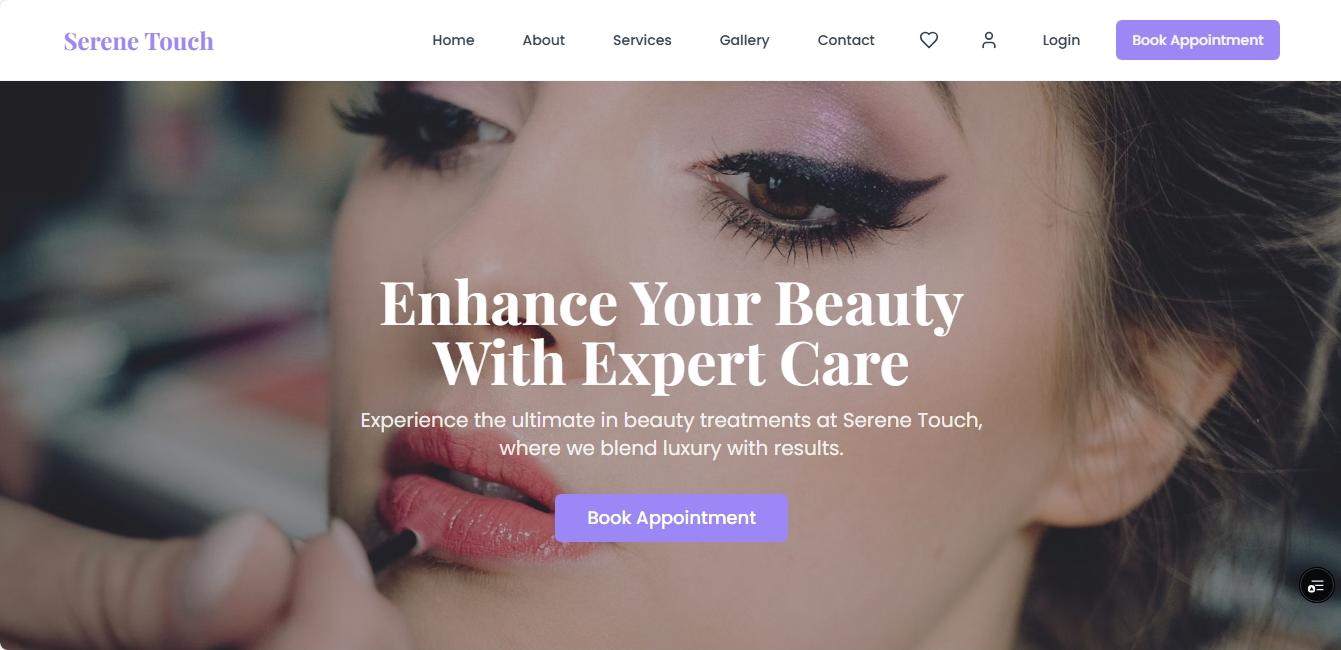 Serene Touch
Home About Services Gallery Contact Login Book Appointment
Enhance Your Beauty
With Expert Care
Experience the ultimate in beauty treatments at Serene Touch,
where we blend luxury with results.
Book Appointment